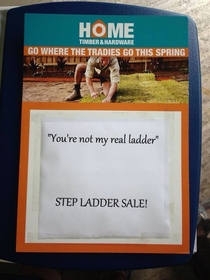 HOME
TIMBER & HARDWARE
GO WHERE THE TRADIES GO THIS SPRING
"You're not my real ladder"
STEP LADDER SALE!